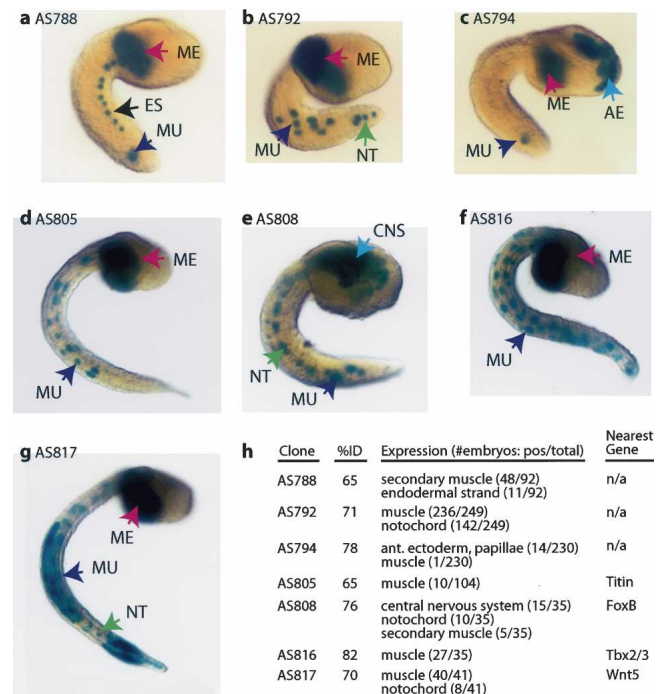 a AS788
ME
ES
MU
b AS792
ME
MU
NT
c AS794
ME
AE
MU
d AS805
ME
MU
e AS808
CNS
NT
MU
f AS816
ME
MU
g AS817
ME
MU
NT
h
Clone %ID Expression (#embryos: pos/total) Nearest Gene
AS788 65 secondary muscle (48/92) n/a
endodermal strand (11/92)
AS792 71 muscle (236/249) n/a
notochord (142/249)
AS794 78 ant. ectoderm, papillae (14/230) n/a
muscle (1/230)
AS805 65 muscle (10/104) Titin
AS808 76 central nervous system (15/35) FoxB
notochord (10/35)
secondary muscle (5/35)
AS816 82 muscle (27/35) Tbx2/3
AS817 70 muscle (40/41) Wnt5
notochord (8/41)